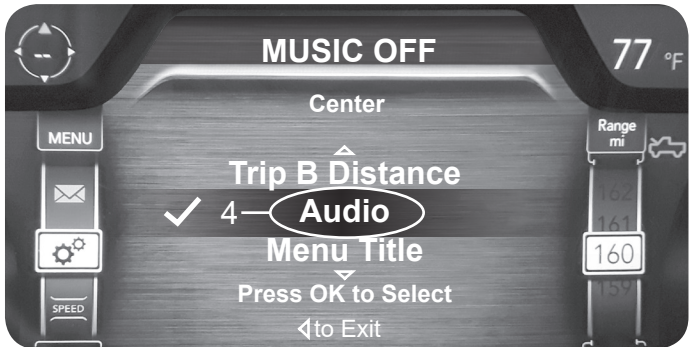 MUSIC OFF
77 °F
--
Center
MENU
Range
mi
Trip B Distance
162
161
4 Audio
Menu Title
160
159
Press OK to Select
SPEED
to Exit